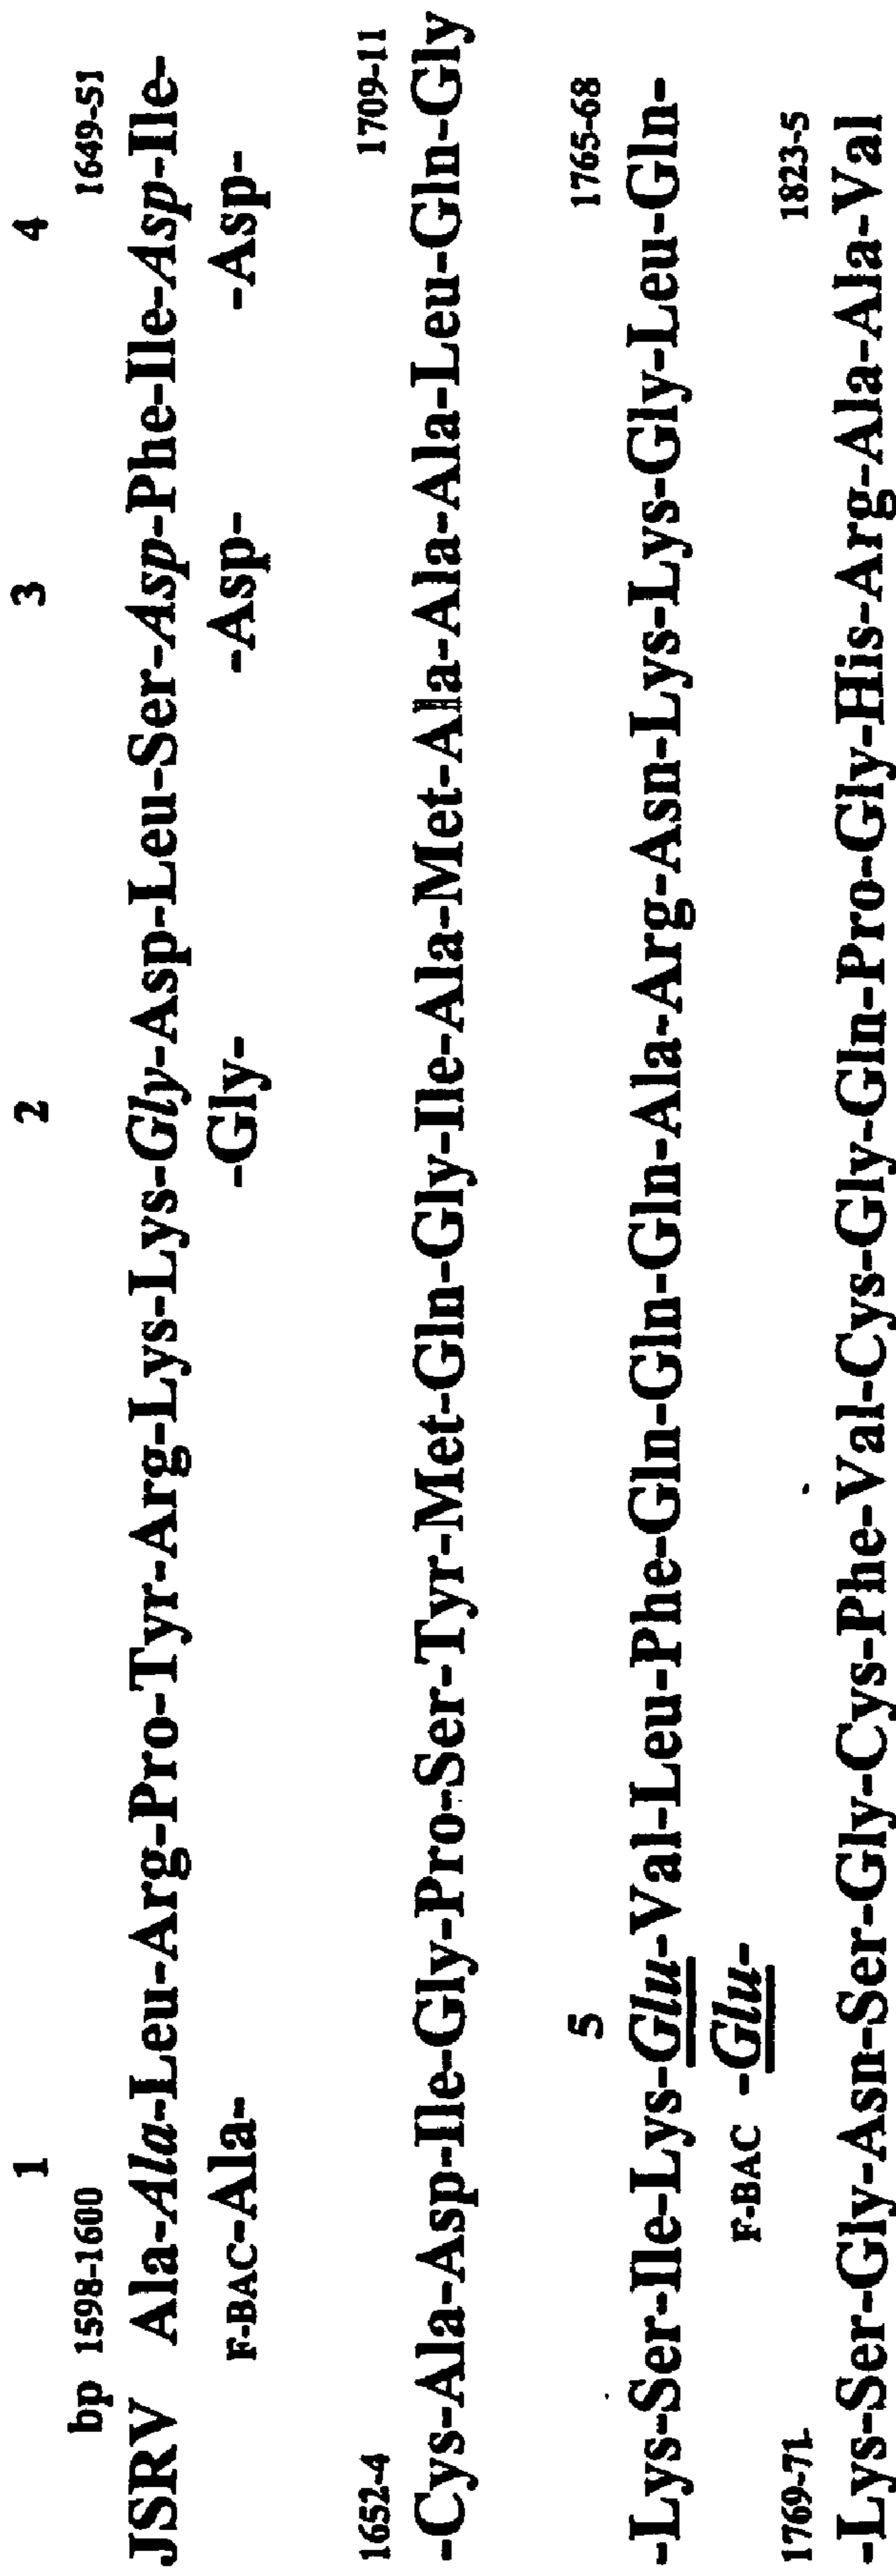 1 2 3 4
bp 1598-1600 1649-51
JSRV Ala-Ala-Leu-Arg-Pro-Tyr-Arg-Lys-Lys-Gly-Asp-Leu-Ser-Asp-Phe-Ile-Asp-Ile-
F-BAC-Ala- -Gly- -Asp- -Asp-
1652-4 1709-11
-Cys-Ala-Asp-Ile-Gly-Pro-Ser-Tyr-Met-Gln-Gly-Ile-Ala-Met-Ala-Ala-Ala-Leu-Gln-Gly
5 1765-68
-Lys-Ser-Ile-Lys-Glu-Val-Leu-Phe-Gln-Gln-Gln-Ala-Arg-Asn-Lys-Lys-Gly-Leu-Gln-
F-BAC -Glu-
1769-71 1823-5
-Lys-Ser-Gly-Asn-Ser-Gly-Cys-Phe-Val-Cys-Gly-Gln-Pro-Gly-His-Arg-Ala-Ala-Val